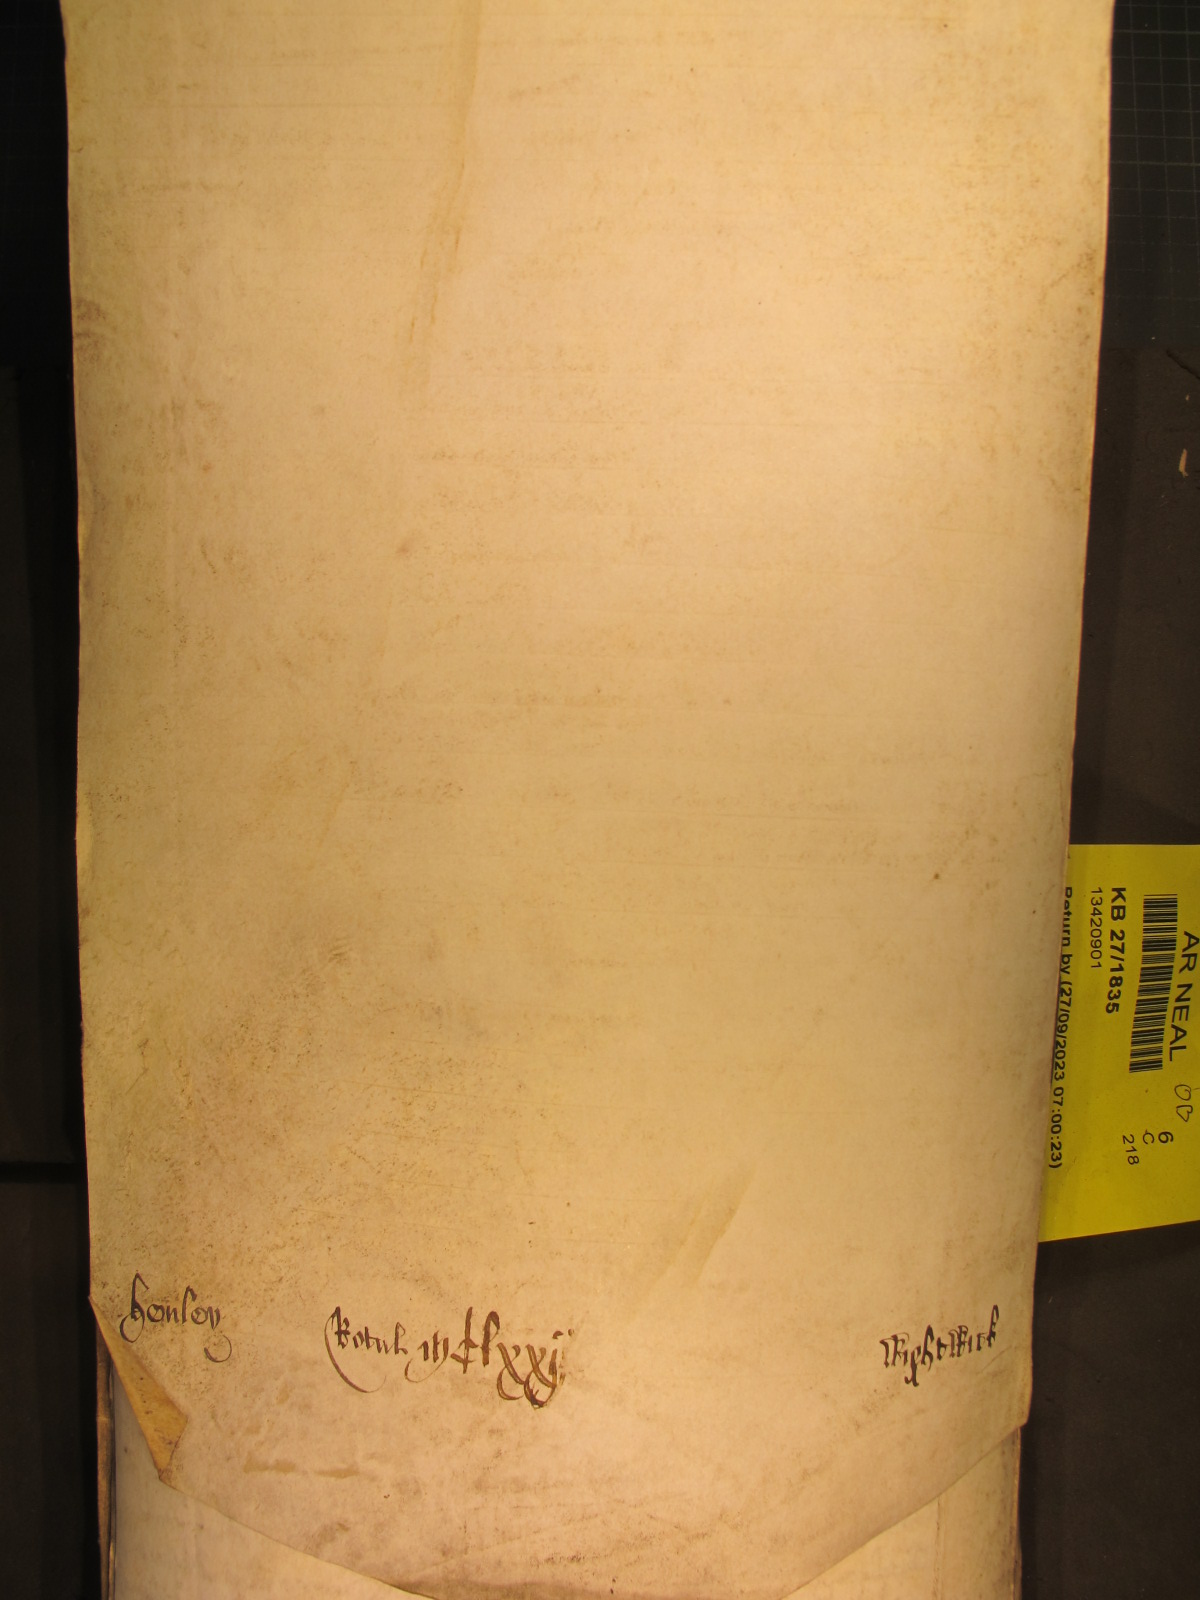 Henley
Rotul
Wightwick
AR NEAL
KB 27/1835
13420901
Return by (27/09/2023 07:00:23)
6
C
218